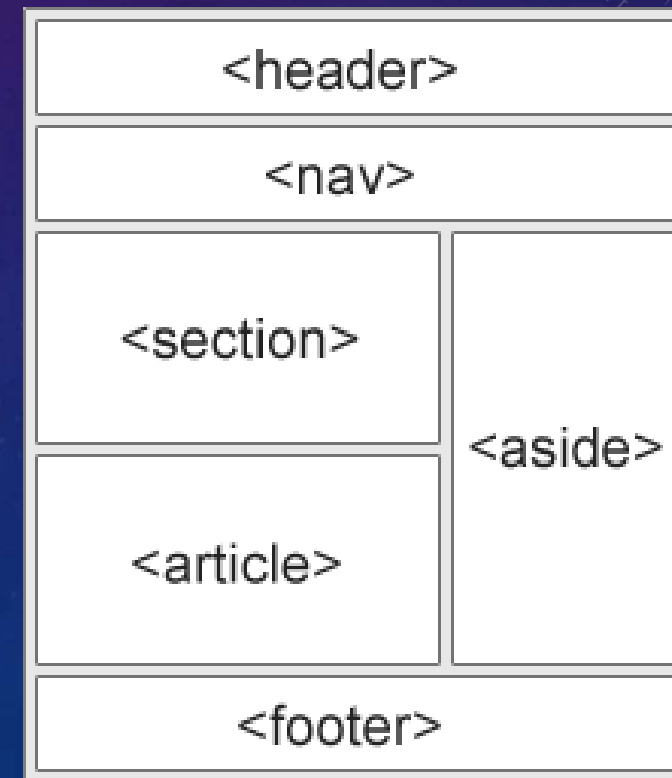 <header>
<nav>
<section>
<aside>
<article>
<footer>